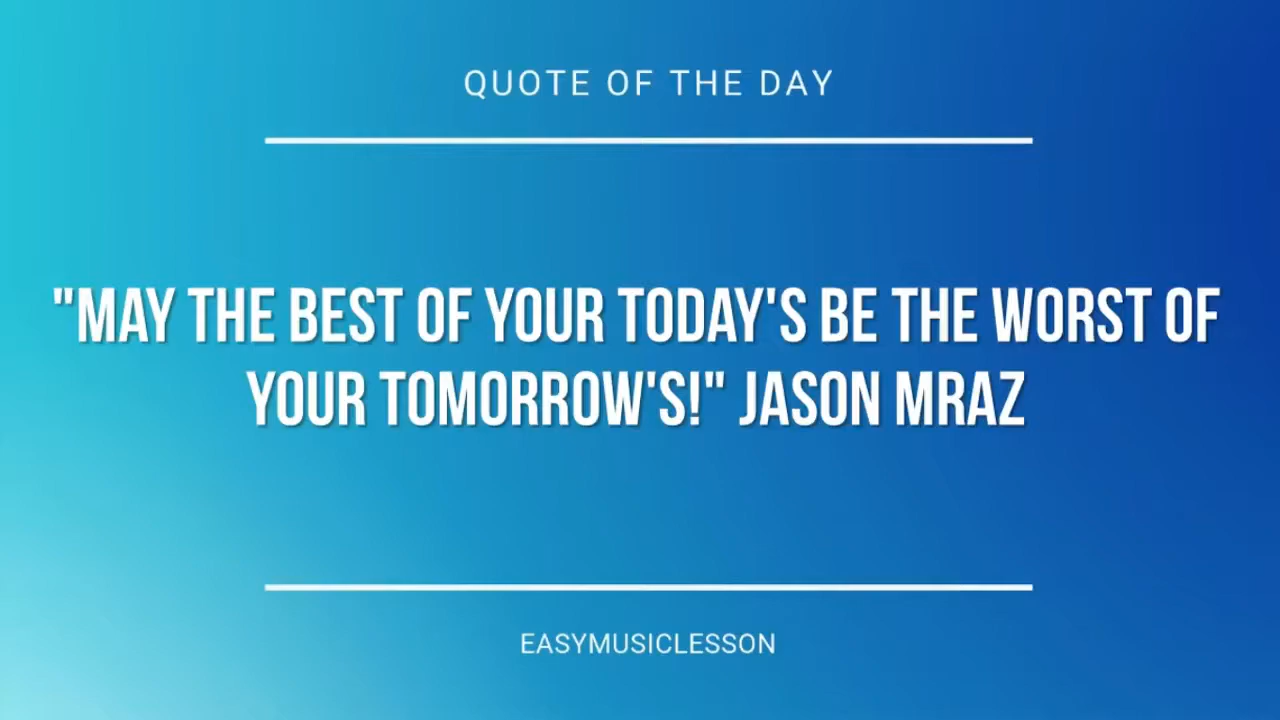 QUOTE OF THE DAY
"MAY THE BEST OF YOUR TODAY'S BE THE WORST OF
YOUR TOMORROW'S!" JASON MRAZ
EASYMUSICLESSON